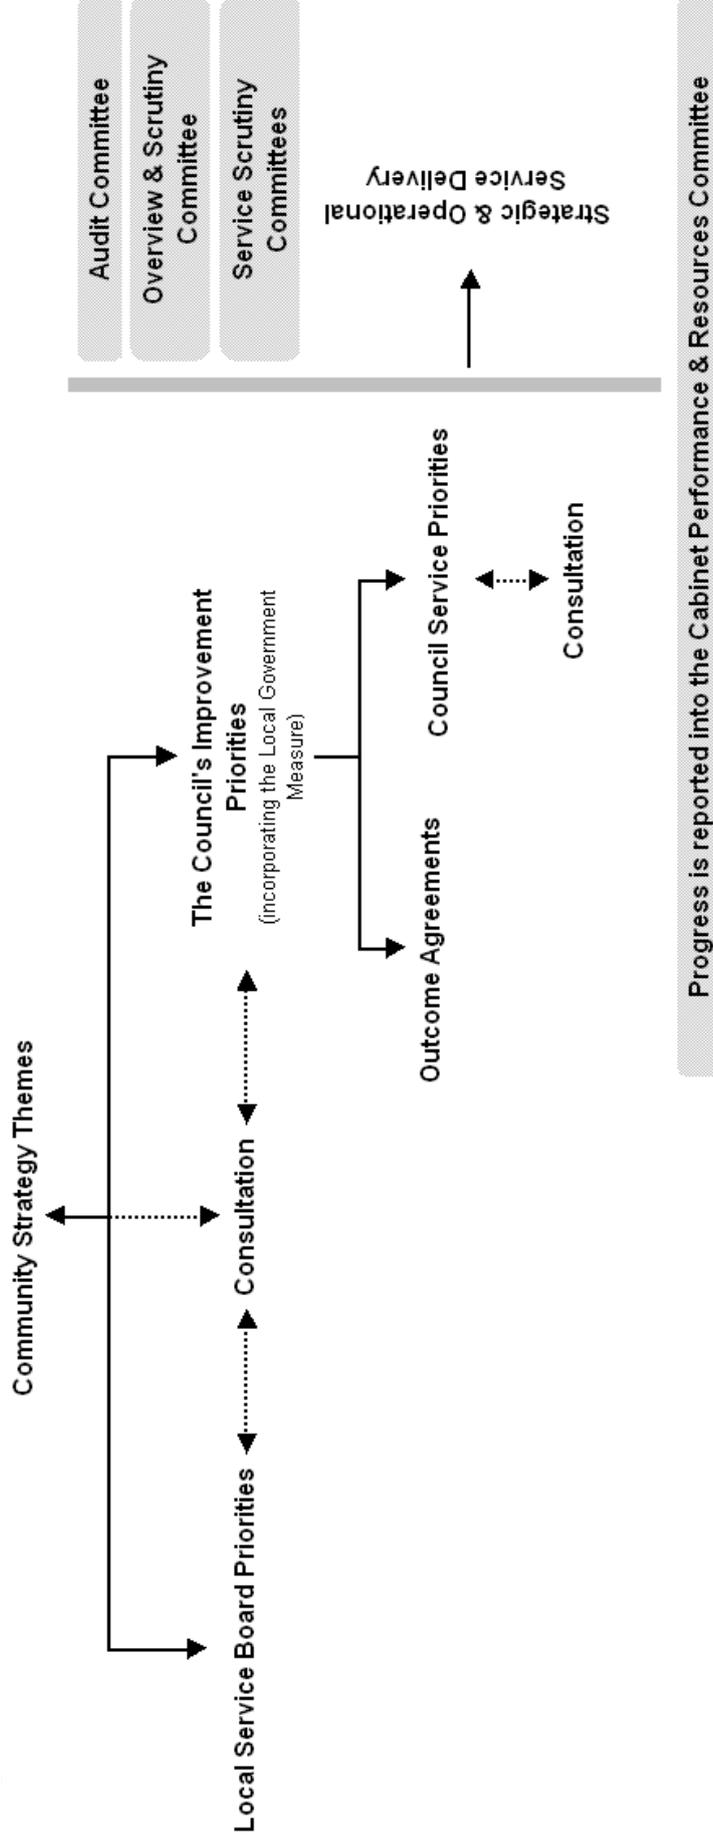 Community Strategy Themes
Local Service Board Priorities
Consultation
The Council's Improvement
Priorities
(incorporating the Local Government
Measure)
Outcome Agreements
Council Service Priorities
Consultation
Audit Committee
Overview & Scrutiny
Committee
Service Scrutiny
Committees
Strategic & Operational
Service Delivery
Progress is reported into the Cabinet Performance & Resources Committee